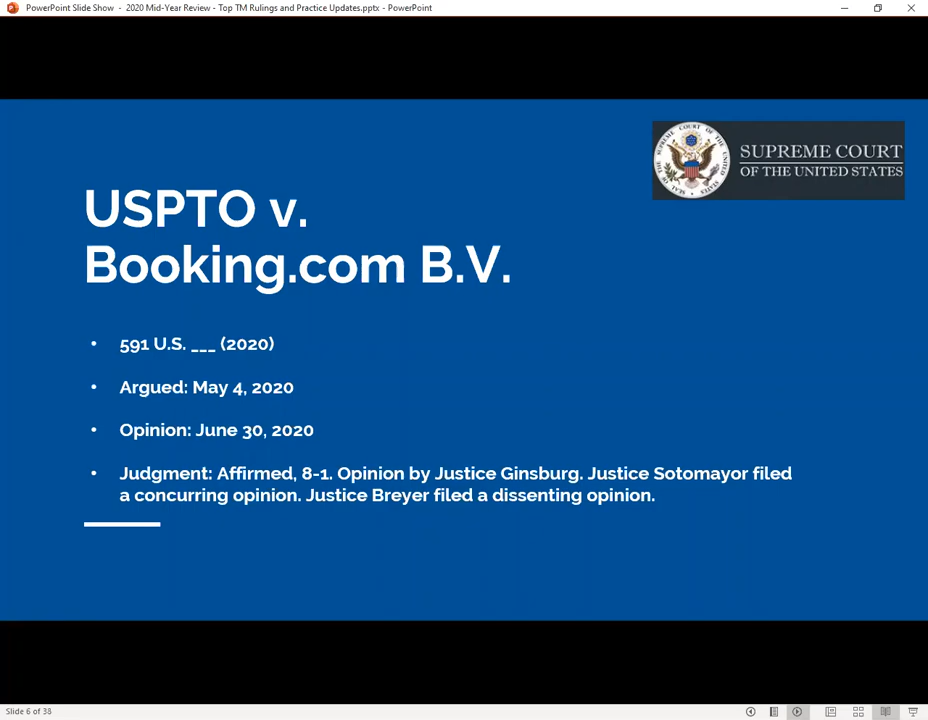 PowerPoint Slide Show - 2020 Mid-Year Review - Top TM Rulings and Practice Updates.pptx - PowerPoint
SUPREME COURT
OF THE UNITED STATES
USPTO v.
Booking.com B.V.
• 591 U.S. ___ (2020)
• Argued: May 4, 2020
• Opinion: June 30, 2020
• Judgment: Affirmed, 8-1. Opinion by Justice Ginsburg. Justice Sotomayor filed
a concurring opinion. Justice Breyer filed a dissenting opinion.
Slide 6 of 38